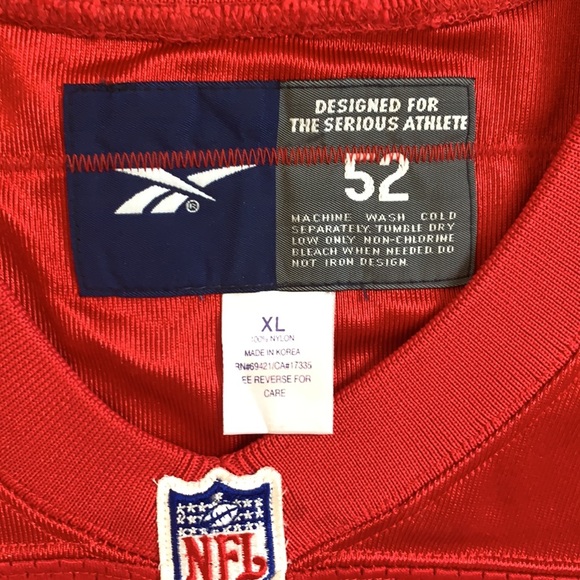 DESIGNED FOR
THE SERIOUS ATHLETE
52
®
MACHINE WASH COLD
SEPARATELY, TUMBLE DRY
LOW ONLY NON-CHLORINE
BLEACH WHEN NEEDED. DO
NOT IRON DESIGN.
XL
100% NYLON
MADE IN KOREA
RN#69421/CA#17335
EE REVERSE FOR
CARE
NFL